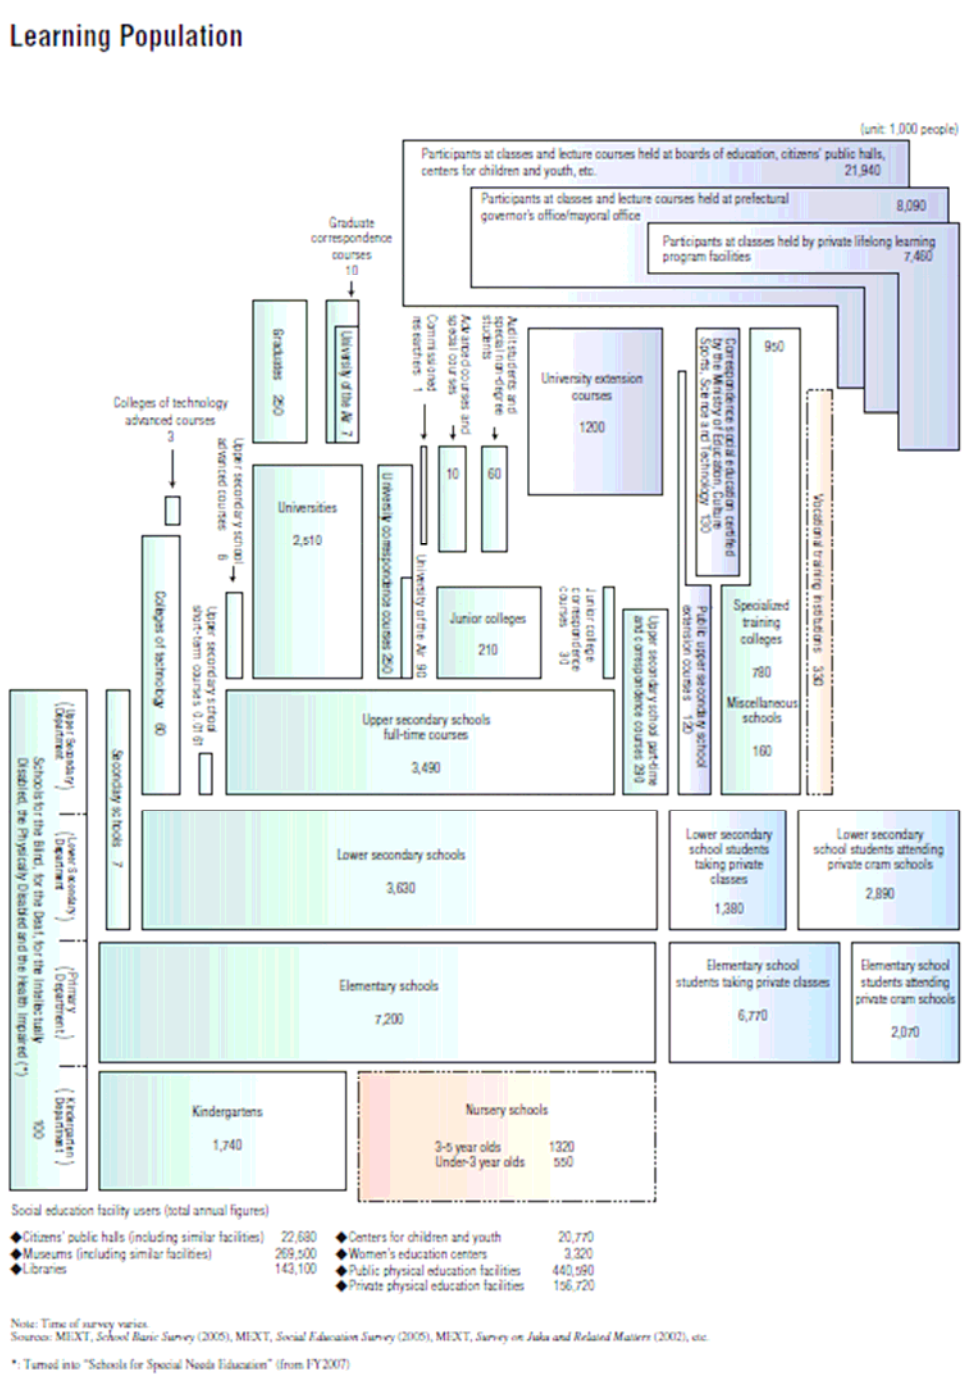 Learning Population
(unit: 1,000 people)
Participants at classes and lecture courses held at boards of education, citizens' public halls,
centers for children and youth, etc.
21,940
Participants at classes and lecture courses held at prefectural
governor's office/mayoral office
8,090
Participants at classes held by private lifelong learning
program facilities
7,460
Graduate
correspondence
courses
10
Graduates 250
University of the Air 7
Commissioned
researchers 1
Advanced courses and
special courses
10
Audit students and
special non-degree
students
60
University extension
courses
1200
Correspondence social education certified
by the Ministry of Education, Culture
Sports, Science and Technology 130
950
Colleges of technology
advanced courses
3
Upper secondary school
advanced courses 6
Universities
2,510
University correspondence courses 250
University of the Air 90
Junior colleges
210
Junior college
correspondence
courses 30
Vocational training institutions 330
Colleges of technology 60
Upper secondary school
short-term courses
Upper secondary schools
full-time courses
3,490
Upper secondary school part-time
and correspondence courses 290
Public upper secondary school
extension courses 120
Specialized
training
colleges
780
Miscellaneous
schools
160
Schools for the Blind, for the Deaf, for the Intellectually
Disabled, the Physically Disabled and the Health Impaired (*)
100
(Upper Secondary)
(Department)
(Lower Secondary)
(Department)
(Primary
Department)
(Kindergarten
Department)
Secondary schools 7
Lower secondary schools
3,630
Lower secondary
school students
taking private
classes
1,380
Lower secondary
school students attending
private cram schools
2,890
Elementary schools
7,200
Elementary school
students taking private classes
6,770
Elementary school
students attending
private cram schools
2,070
Kindergartens
1,740
Nursery schools
3-5 year olds 1320
Under-3 year olds 550
Social education facility users (total annual figures)
◆Citizens' public halls (including similar facilities) 22,680
◆Museums (including similar facilities) 269,500
◆Libraries 143,100
◆Centers for children and youth 20,770
◆Women's education centers 3,320
◆Public physical education facilities 440,590
◆Private physical education facilities 156,720
Note: Time of survey varies.
Sources: MEXT, School Basic Survey (2005), MEXT, Social Education Survey (2005), MEXT, Survey on Juku and Related Matters (2002), etc.
*: Turned into "Schools for Special Needs Education" (from FY2007)